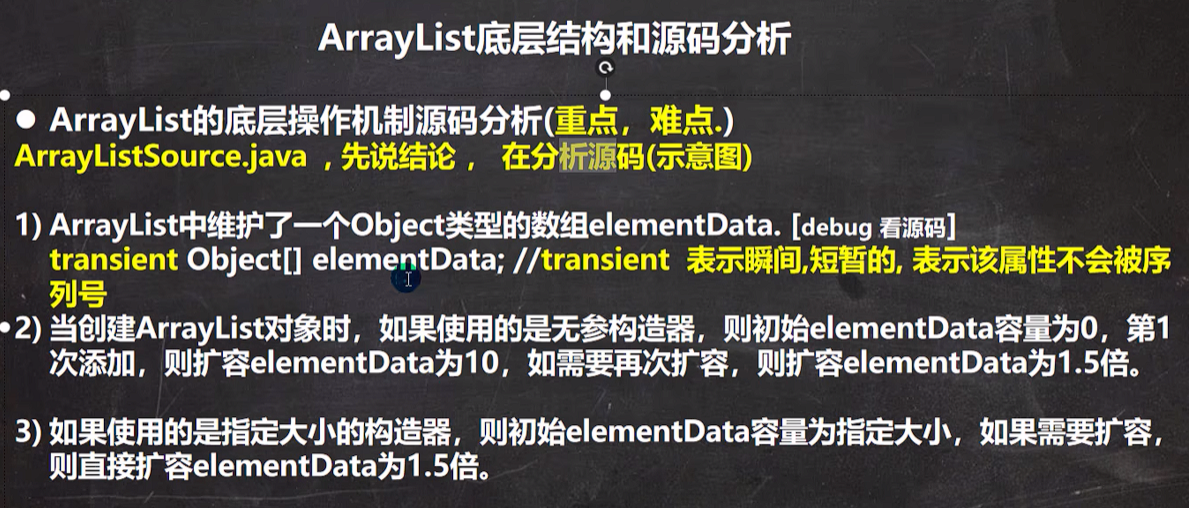 ArrayList底层结构和源码分析
● ArrayList的底层操作机制源码分析(重点，难点.)
ArrayListSource.java ，先说结论， 在分析源码(示意图)
1) ArrayList中维护了一个Object类型的数组elementData. [debug 看源码]
transient Object[] elementData; //transient 表示瞬间,短暂的, 表示该属性不会被序
列号
2) 当创建ArrayList对象时，如果使用的是无参构造器，则初始elementData容量为0，第1
次添加，则扩容elementData为10，如需要再次扩容，则扩容elementData为1.5倍。
3) 如果使用的是指定大小的构造器，则初始elementData容量为指定大小，如果需要扩容，
则直接扩容elementData为1.5倍。